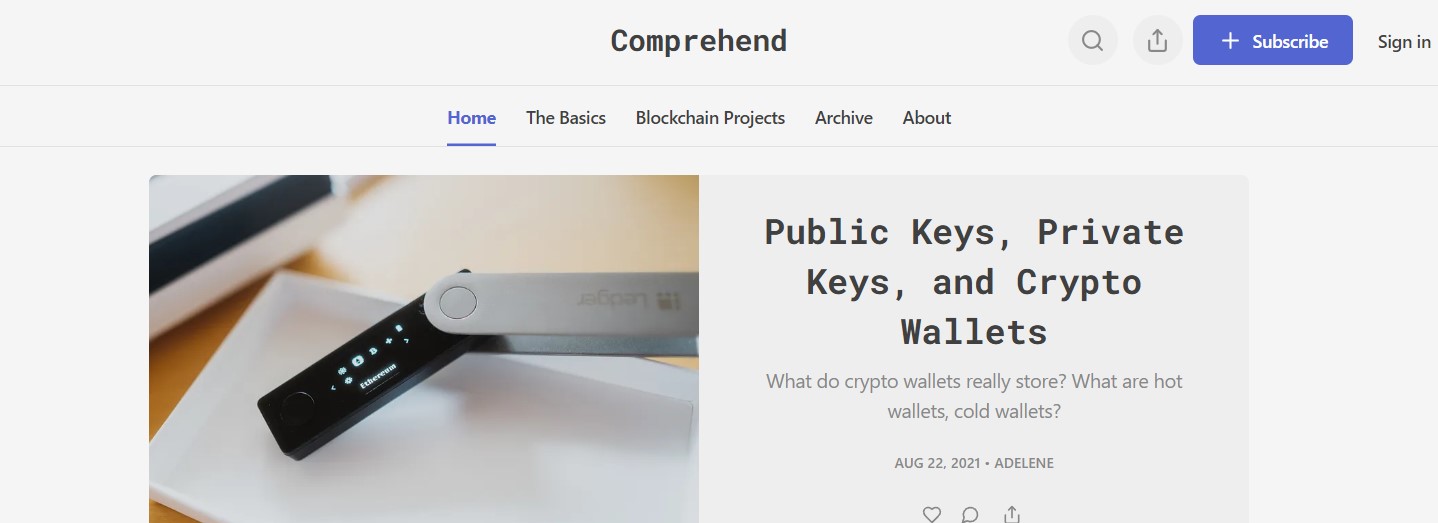 Comprehend
Subscribe
Sign in
Home
The Basics
Blockchain Projects
Archive
About
Ledger
Ethereum
Public Keys, Private
Keys, and Crypto
Wallets
What do crypto wallets really store? What are hot
wallets, cold wallets?
AUG 22, 2021 • ADELENE